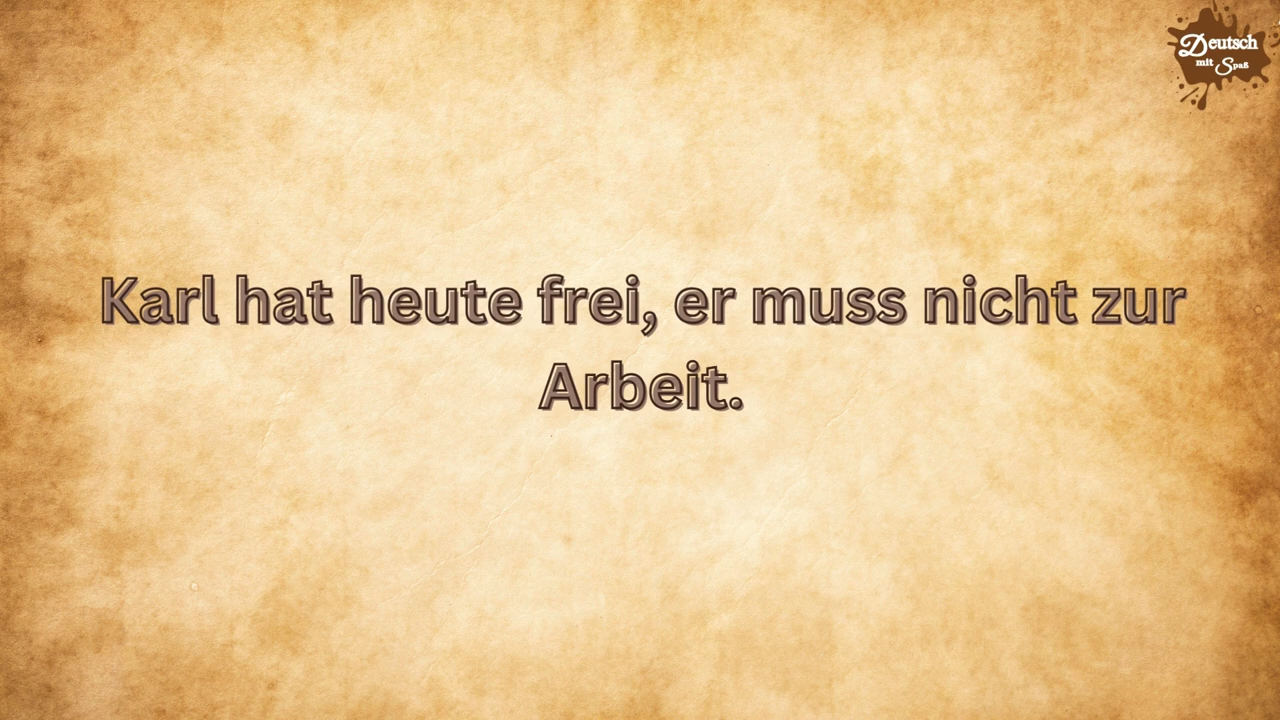 Deutsch
mit Spaß
Karl hat heute frei, er muss nicht zur
Arbeit.